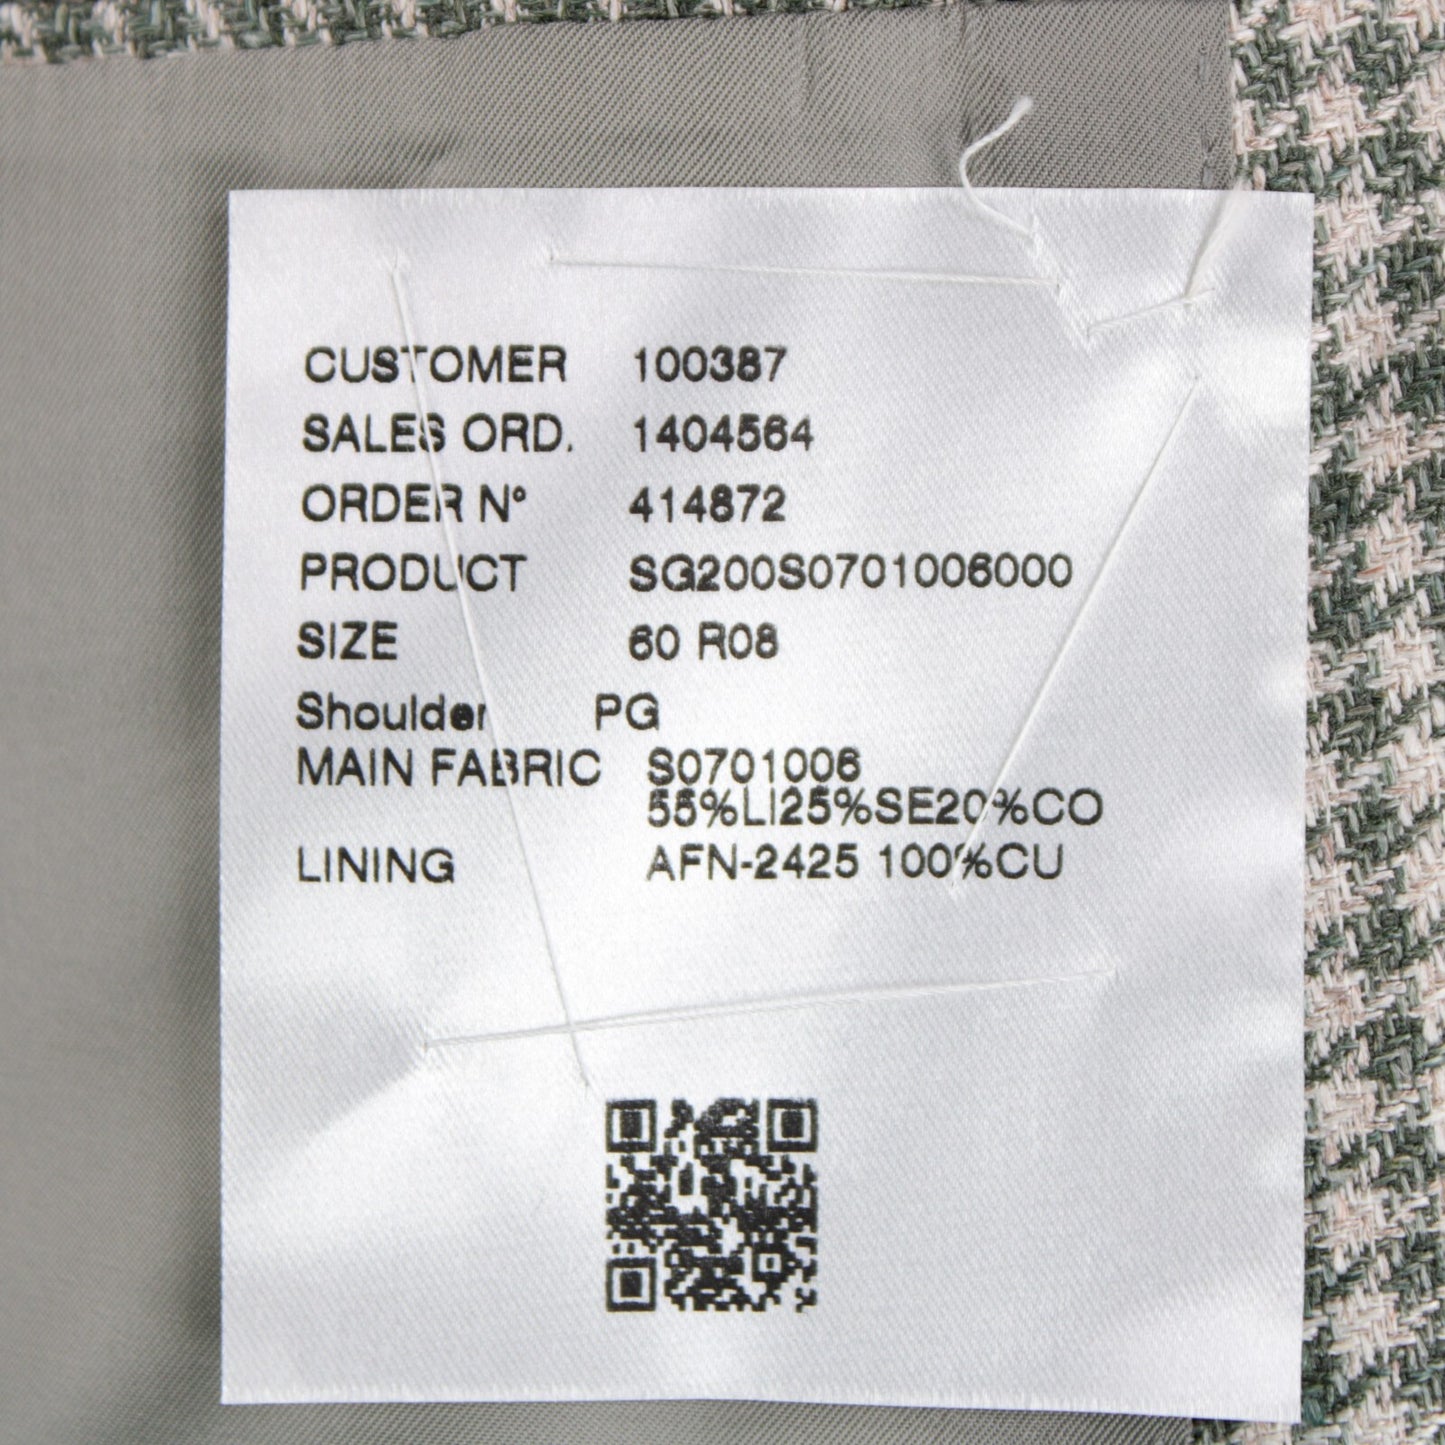 CUSTOMER 100387
SALES ORD. 1404564
ORDER N° 414872
PRODUCT SG200S0701006000
SIZE 60 R08
Shoulder PG
MAIN FABRIC S0701006
55%LI25%SE20%CO
LINING AFN-2425 100%CU